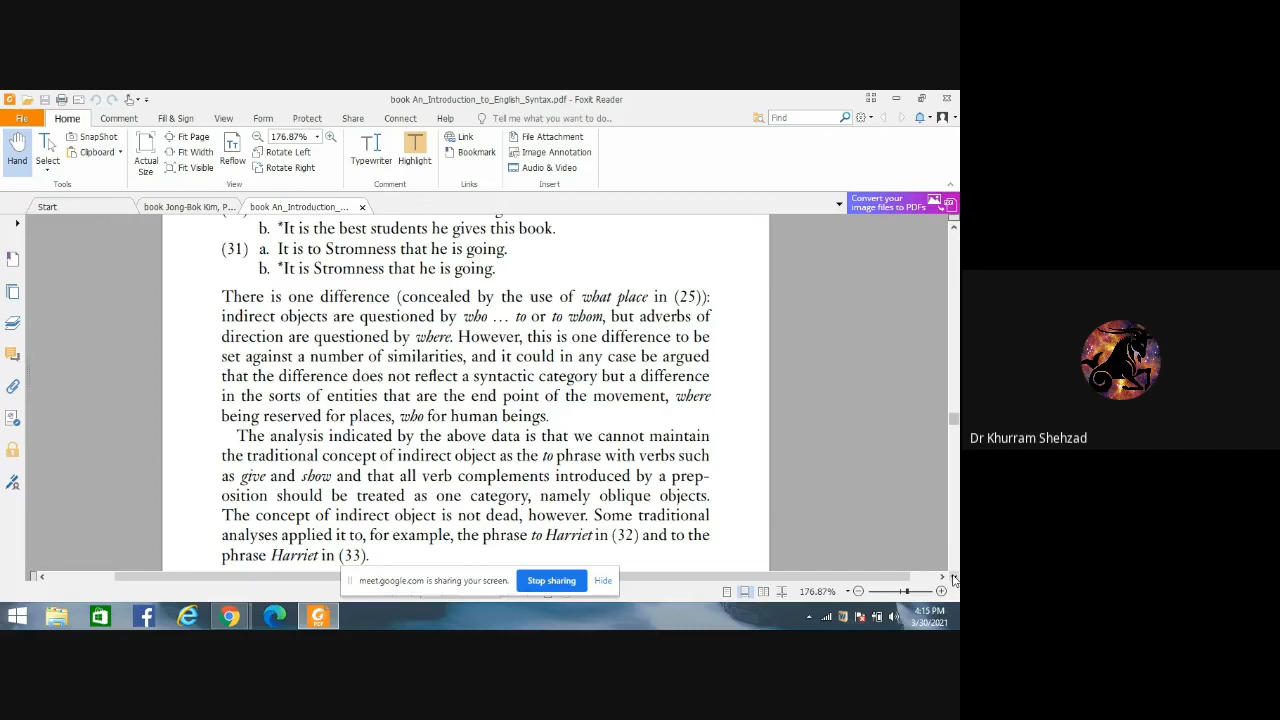 book An_Introduction_to_English_Syntax.pdf - Foxit Reader
File Home Comment Fill & Sign View Form Protect Share Connect Help Tell me what you want to do.. Find
Hand
Select
SnapShot
Clipboard
Tools
Actual Size
Fit Page
Fit Width
Fit Visible
Reflow
176.87%
Rotate Left
Rotate Right
View
Typewriter
Highlight
Comment
Link
Bookmark
Links
File Attachment
Image Annotation
Audio & Video
Insert
Start
book Jong-Bok Kim, P...
book An_Introduction_...
Convert your
image files to PDFs
b. *It is the best students he gives this book.
(31) a. It is to Stromness that he is going.
b. *It is Stromness that he is going.
There is one difference (concealed by the use of what place in (25)):
indirect objects are questioned by who … to or to whom, but adverbs of
direction are questioned by where. However, this is one difference to be
set against a number of similarities, and it could in any case be argued
that the difference does not reflect a syntactic category but a difference
in the sorts of entities that are the end point of the movement, where
being reserved for places, who for human beings.
The analysis indicated by the above data is that we cannot maintain
the traditional concept of indirect object as the to phrase with verbs such
as give and show and that all verb complements introduced by a prep-
osition should be treated as one category, namely oblique objects.
The concept of indirect object is not dead, however. Some traditional
analyses applied it to, for example, the phrase to Harriet in (32) and to the
phrase Harriet in (33).
meet.google.com is sharing your screen. Stop sharing Hide
176.87%
4:15 PM
3/30/2021
Dr Khurram Shehzad